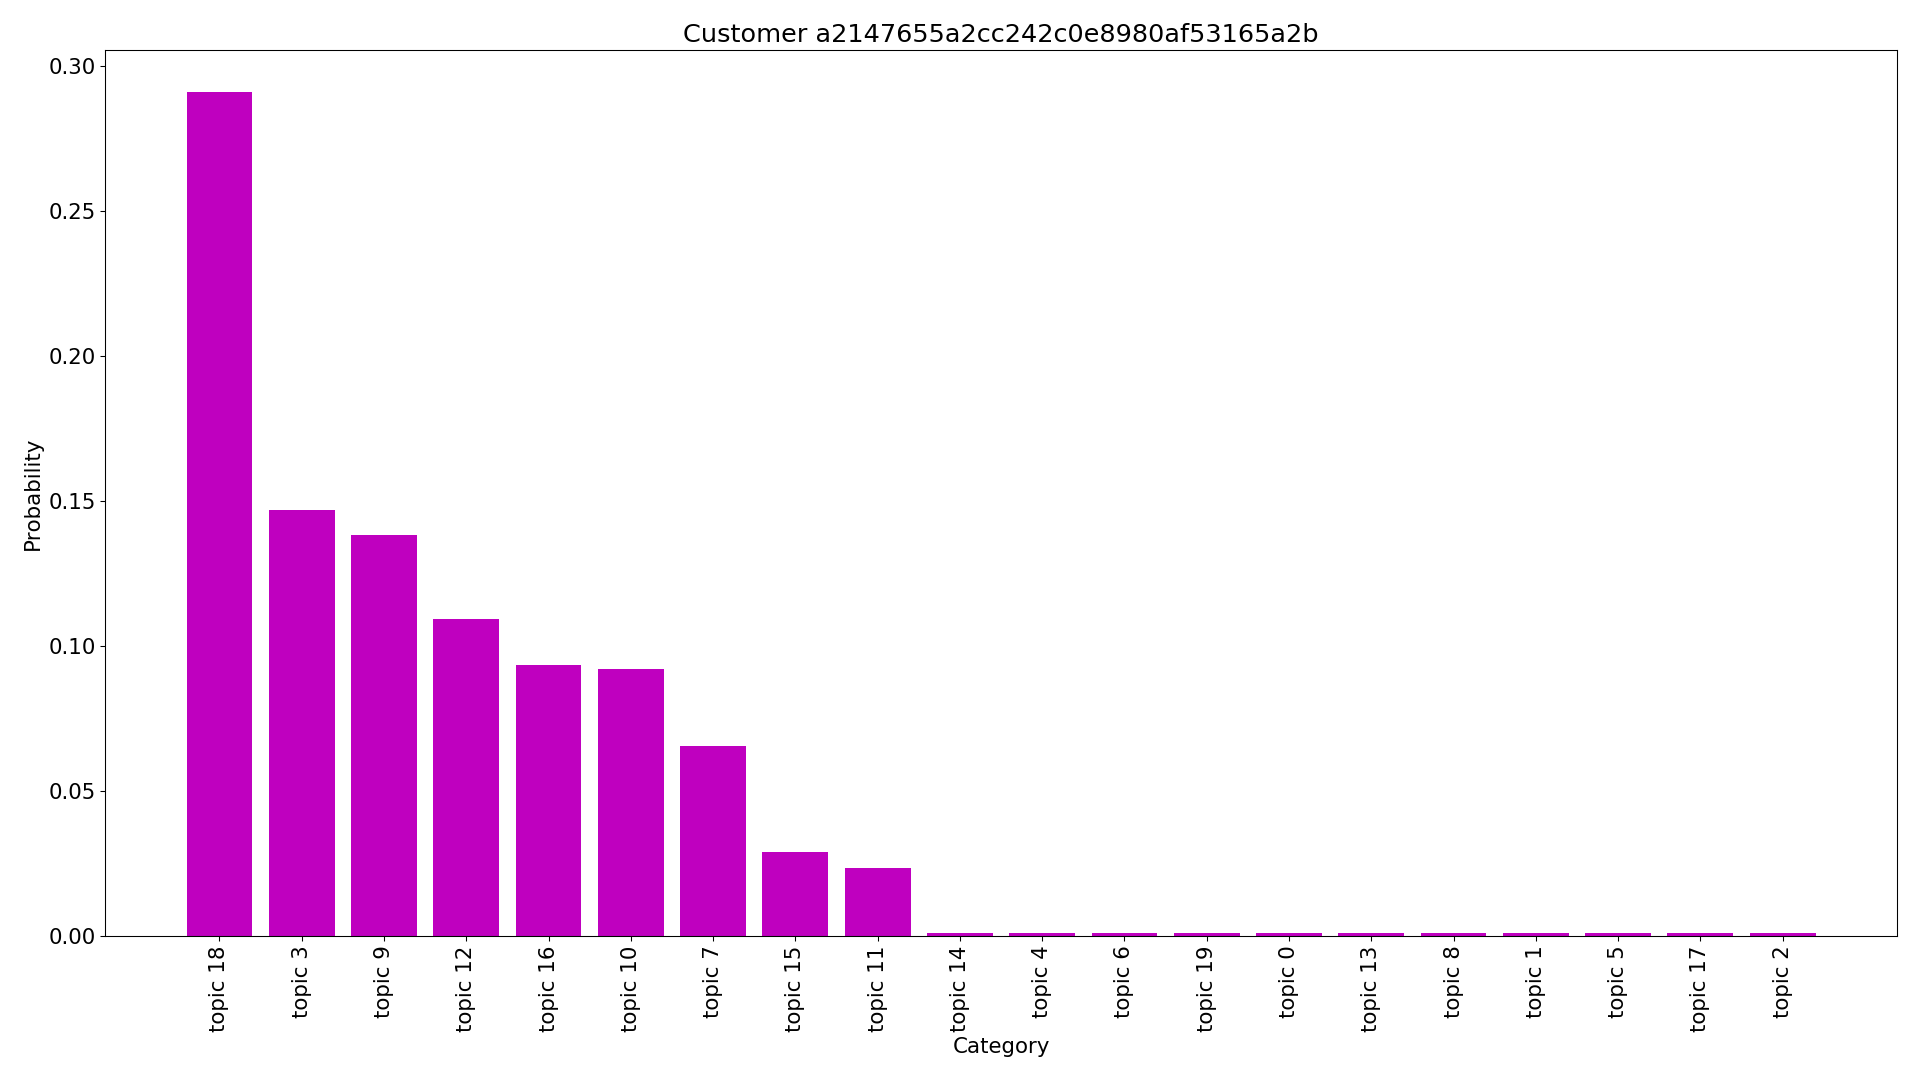 Customer a2147655a2cc242c0e8980af53165a2b
Probability
0.30
0.25
0.20
0.15
0.10
0.05
0.00
topic 18
topic 3
topic 9
topic 12
topic 16
topic 10
topic 7
topic 15
topic 11
topic 14
topic 4
topic 6
topic 19
topic 0
topic 13
topic 8
topic 1
topic 5
topic 17
topic 2
Category